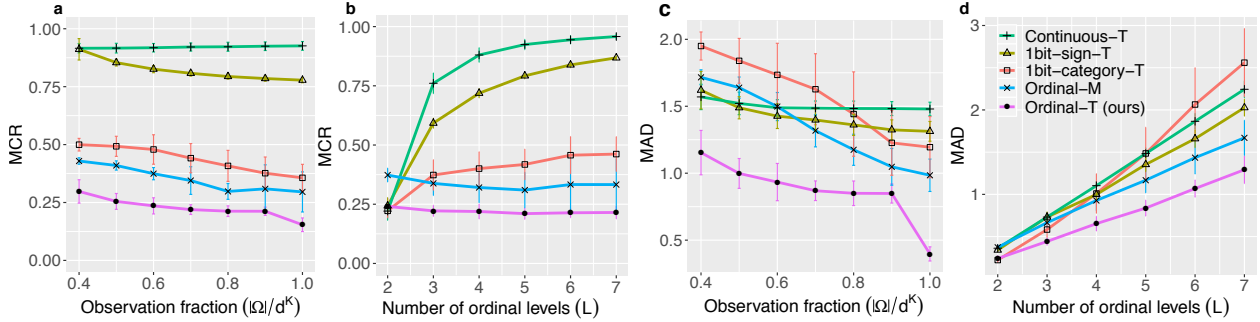 a
MCR
1.00
0.75
0.50
0.25
0.00
0.4 0.6 0.8 1.0
Observation fraction (|Ω|/d^K)
b
MCR
1.00
0.75
0.50
0.25
0.00
2 3 4 5 6 7
Number of ordinal levels (L)
c
MAD
2.0
1.5
1.0
0.5
0.4 0.6 0.8 1.0
Observation fraction (|Ω|/d^K)
d
MAD
3
2
1
2 3 4 5 6 7
Number of ordinal levels (L)
Continuous-T
1bit-sign-T
1bit-category-T
Ordinal-M
Ordinal-T (ours)